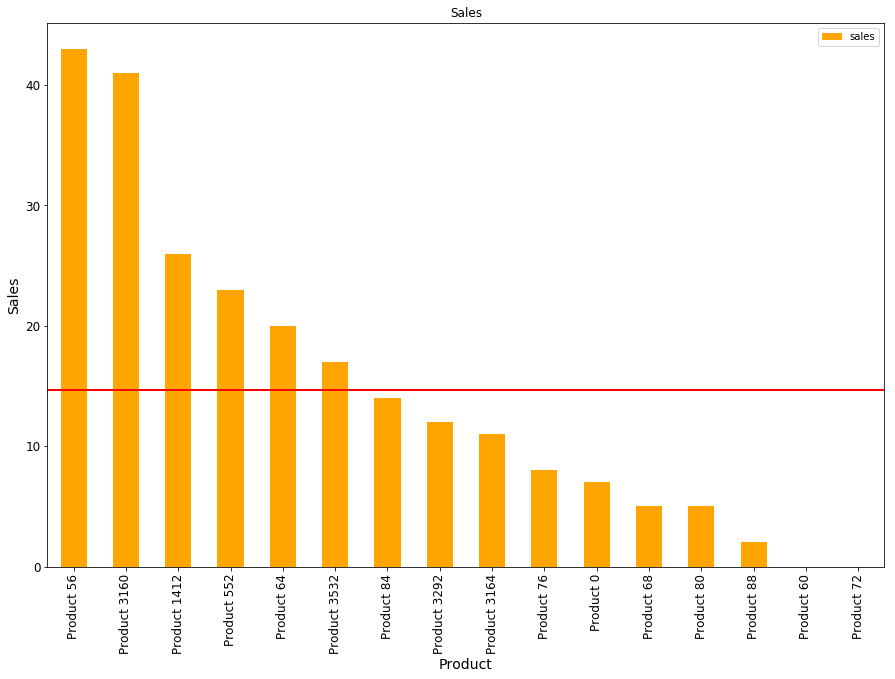 Sales
sales
Sales
40
30
20
10
0
Product 56
Product 3160
Product 1412
Product 552
Product 64
Product 3532
Product 84
Product 3292
Product 3164
Product 76
Product 0
Product 68
Product 80
Product 88
Product 60
Product 72
Product